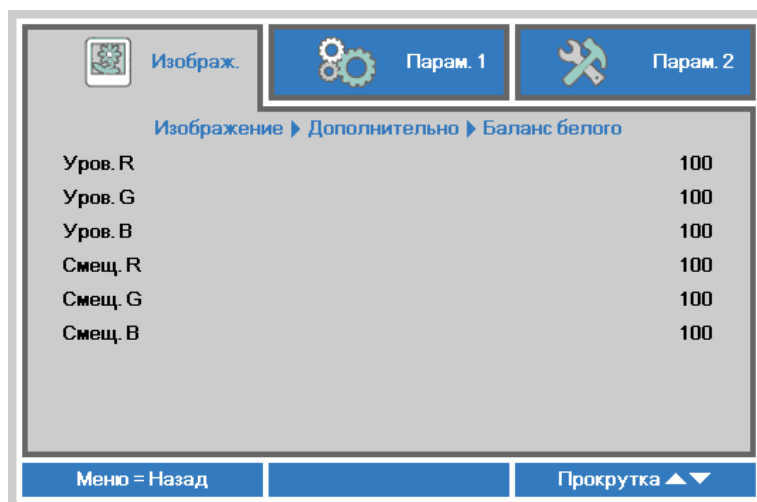 Изображ.
Парам. 1
Парам. 2
Изображение ▶ Дополнительно ▶ Баланс белого
Уров. R 100
Уров. G 100
Уров. B 100
Смещ. R 100
Смещ. G 100
Смещ. B 100
Меню = Назад
Прокрутка ▲▼